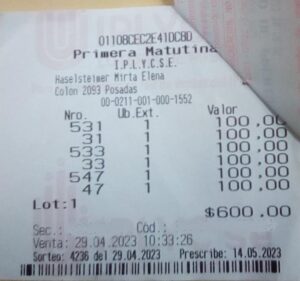 01108CEC2E41DCBD
Primera Matutina
I.P.L.Y.C.S.E.
Haselsteimer Mirta Elena
Colon 2093 Posadas
00-0211-001-000-1552
Nro. Ub.Ext. Valor
531 1 100.00
31 1 100.00
533 1 100.00
33 1 100.00
547 1 100.00
47 1 100.00
Lot:1
$600.00
Sec.: Cód.:
Venta: 29.04.2023 10:33:26
Sorteo: 4236 del 29.04.2023 Prescribe: 14.05.2023